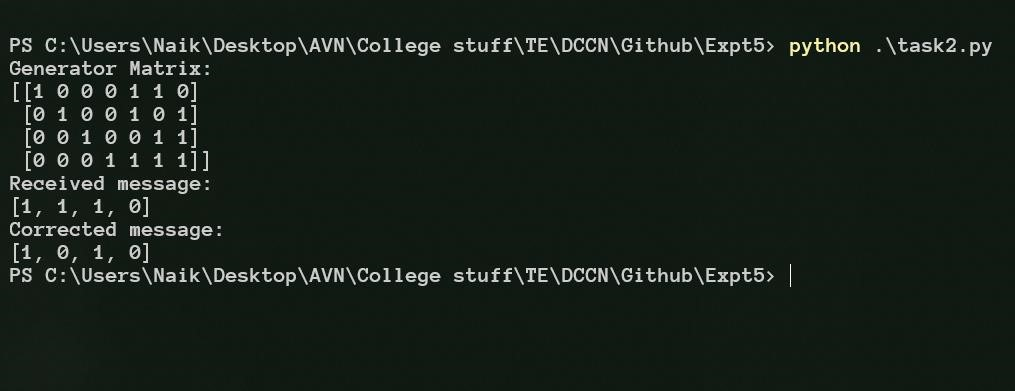 PS C:\Users\Naik\Desktop\AVN\College stuff\TE\DCCN\Github\Expt5> python .\task2.py
Generator Matrix:
[[1 0 0 0 1 1 0]
 [0 1 0 0 1 0 1]
 [0 0 1 0 0 1 1]
 [0 0 0 1 1 1 1]]
Received message:
[1, 1, 1, 0]
Corrected message:
[1, 0, 1, 0]
PS C:\Users\Naik\Desktop\AVN\College stuff\TE\DCCN\Github\Expt5>